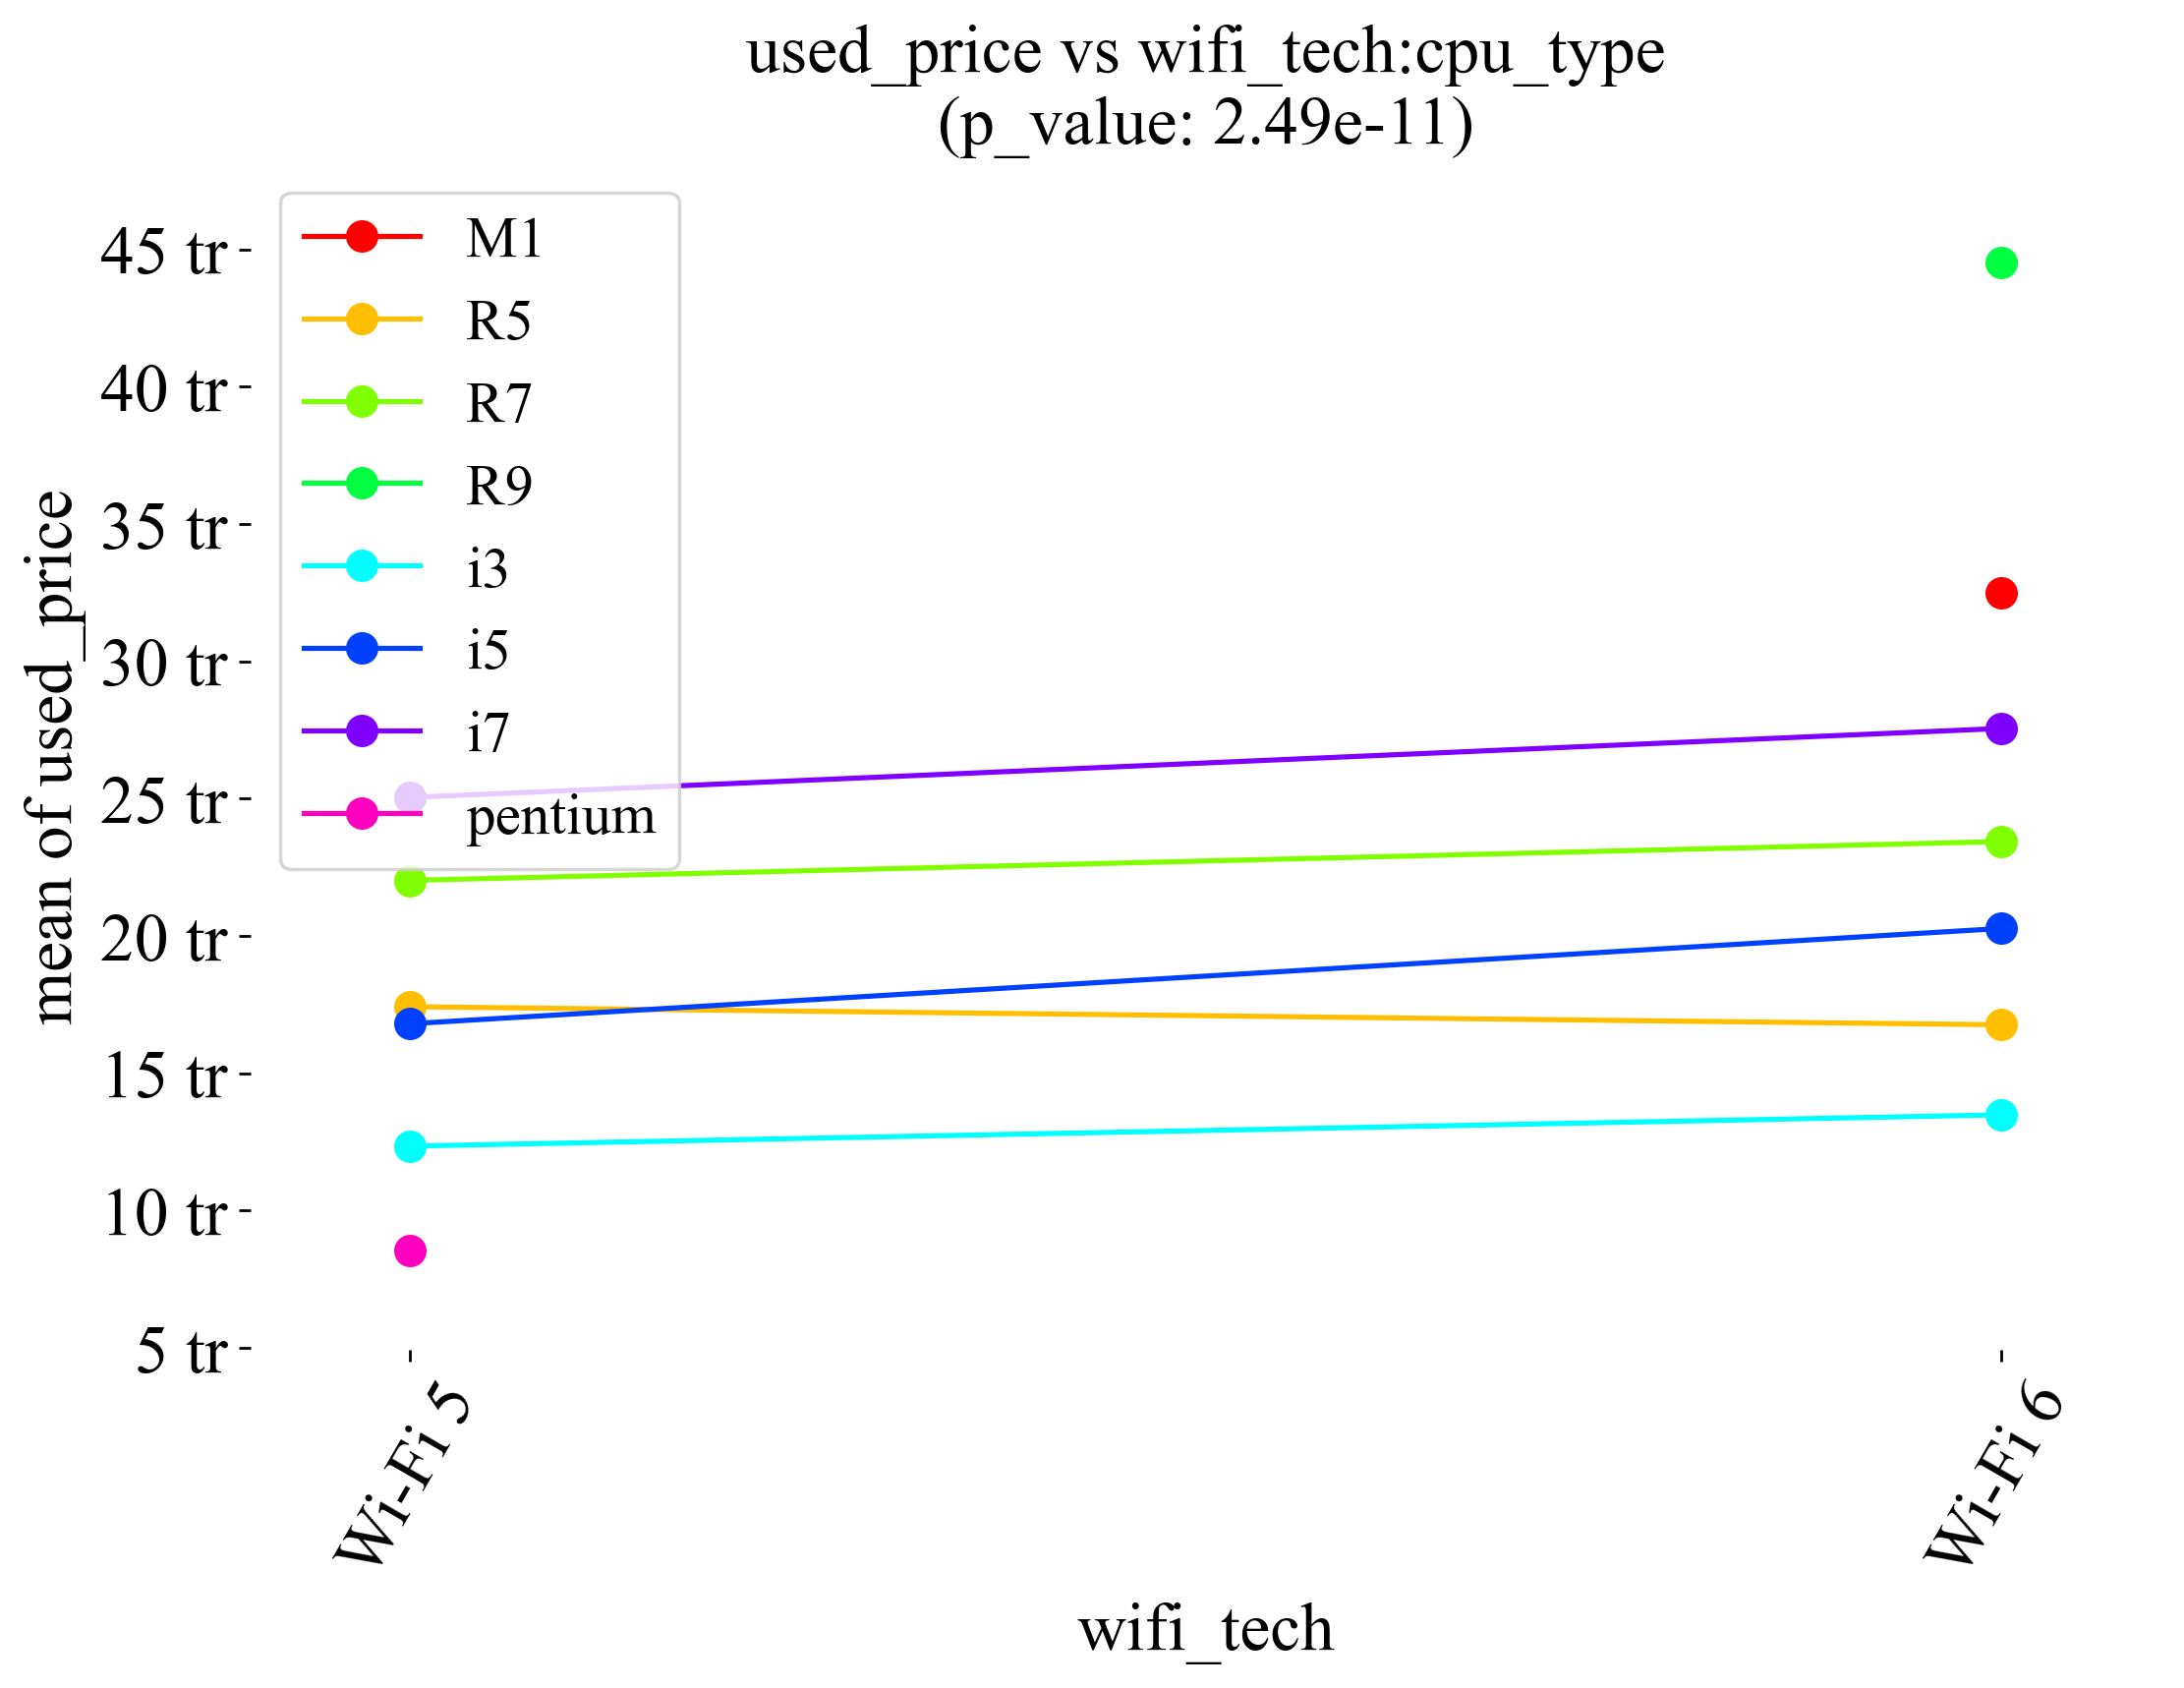 used_price vs wifi_tech:cpu_type
(p_value: 2.49e-11)
mean of used_price
45 tr
40 tr
35 tr
30 tr
25 tr
20 tr
15 tr
10 tr
5 tr
M1
R5
R7
R9
i3
i5
i7
pentium
Wi-Fi 5
Wi-Fi 6
wifi_tech